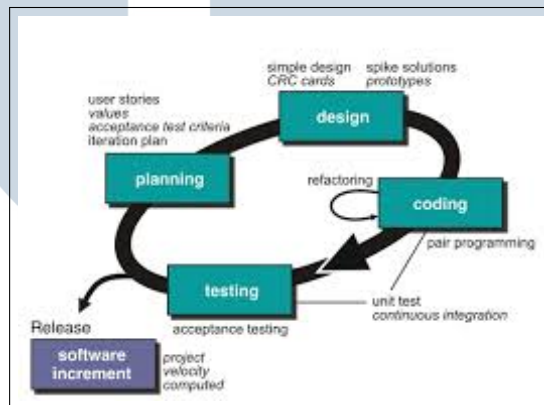 simple design
CRC cards
spike solutions
prototypes
user stories
values
acceptance test criteria
iteration plan
design
planning
refactoring
coding
pair programming
testing
unit test
continuous integration
acceptance testing
Release
software
increment
project
velocity
computed